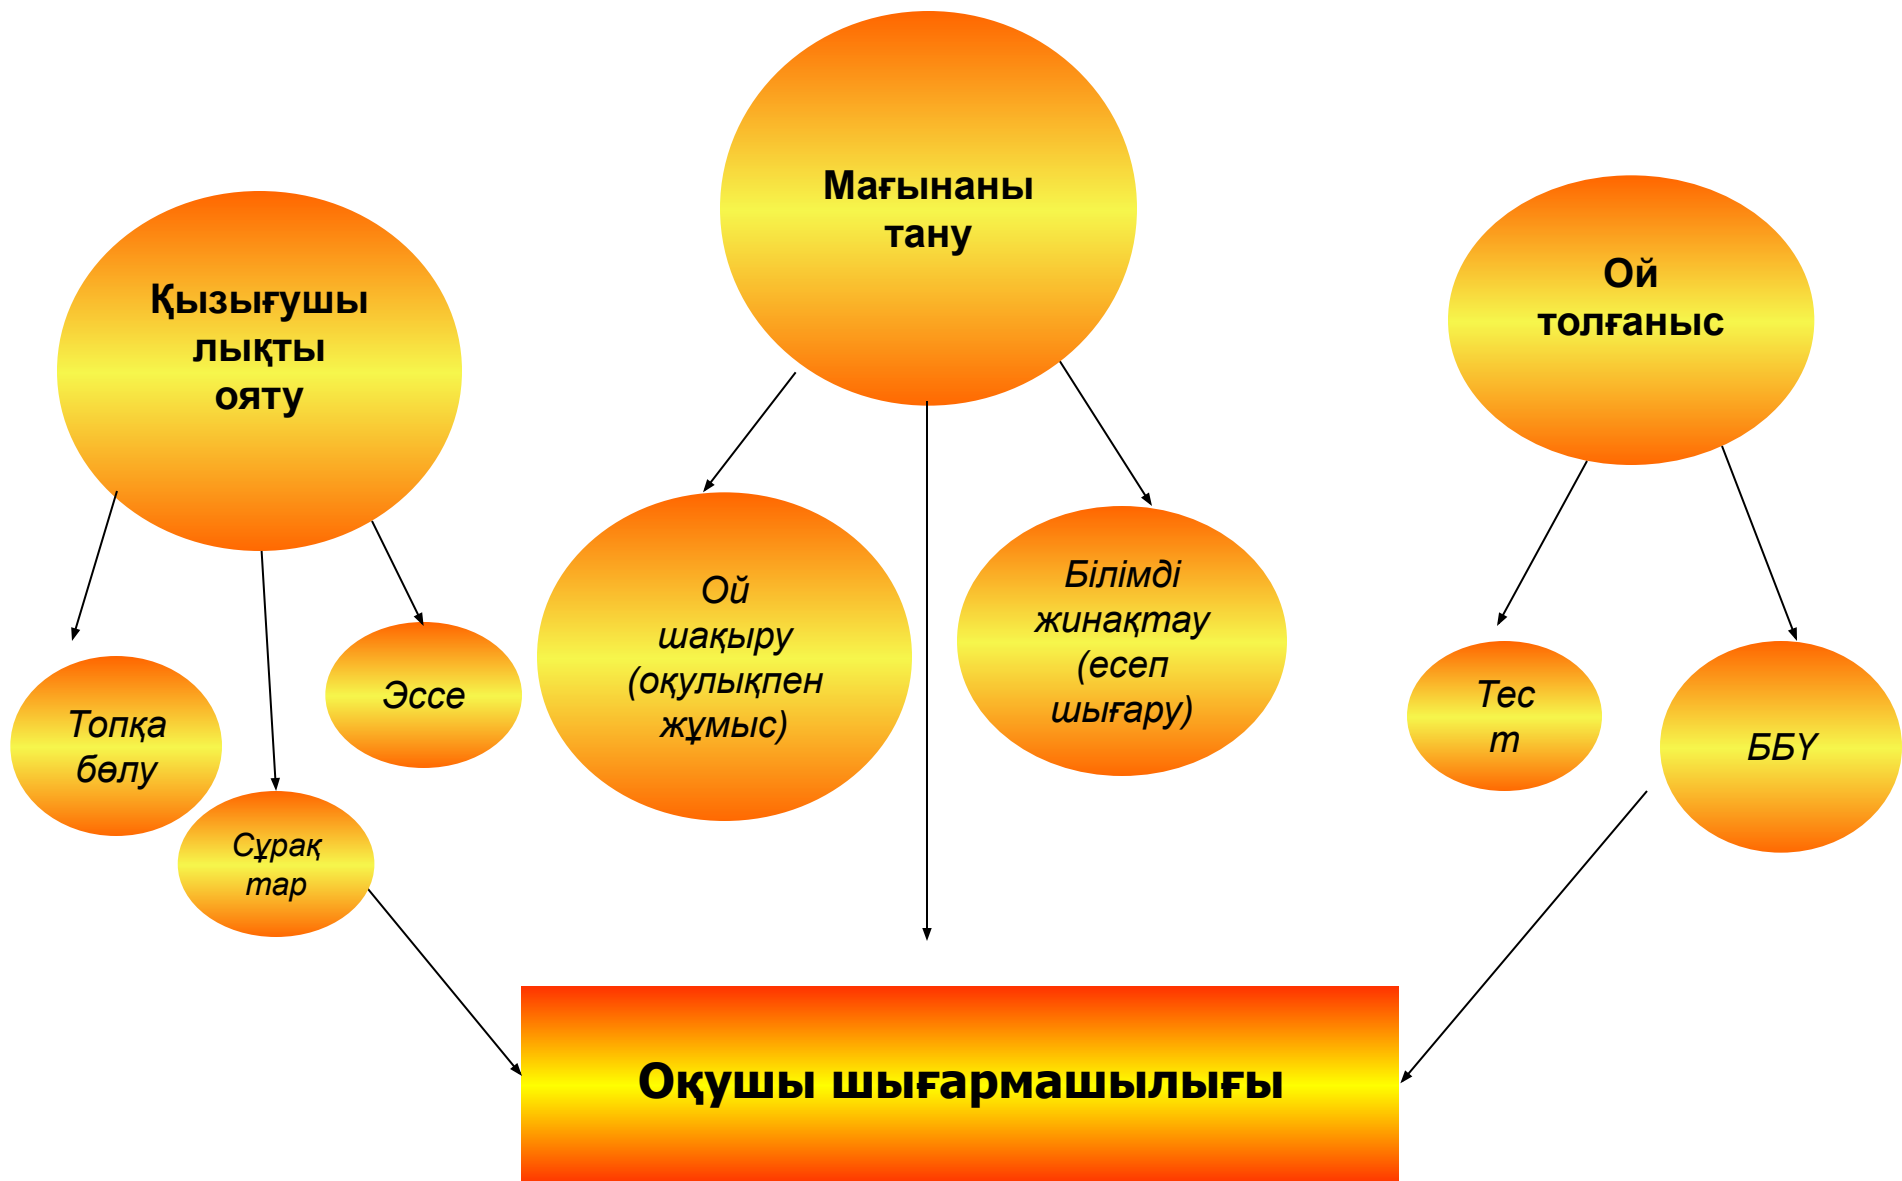 Мағынаны
тану
Қызығушы
лықты
ояту
Ой
толғаныс
Ой
шақыру
(оқулықпен
жұмыс)
Білімді
жинақтау
(есеп
шығару)
Эссе
Топқа
бөлу
Сұрақ
тар
Тес
т
ББҮ
Оқушы шығармашылығы